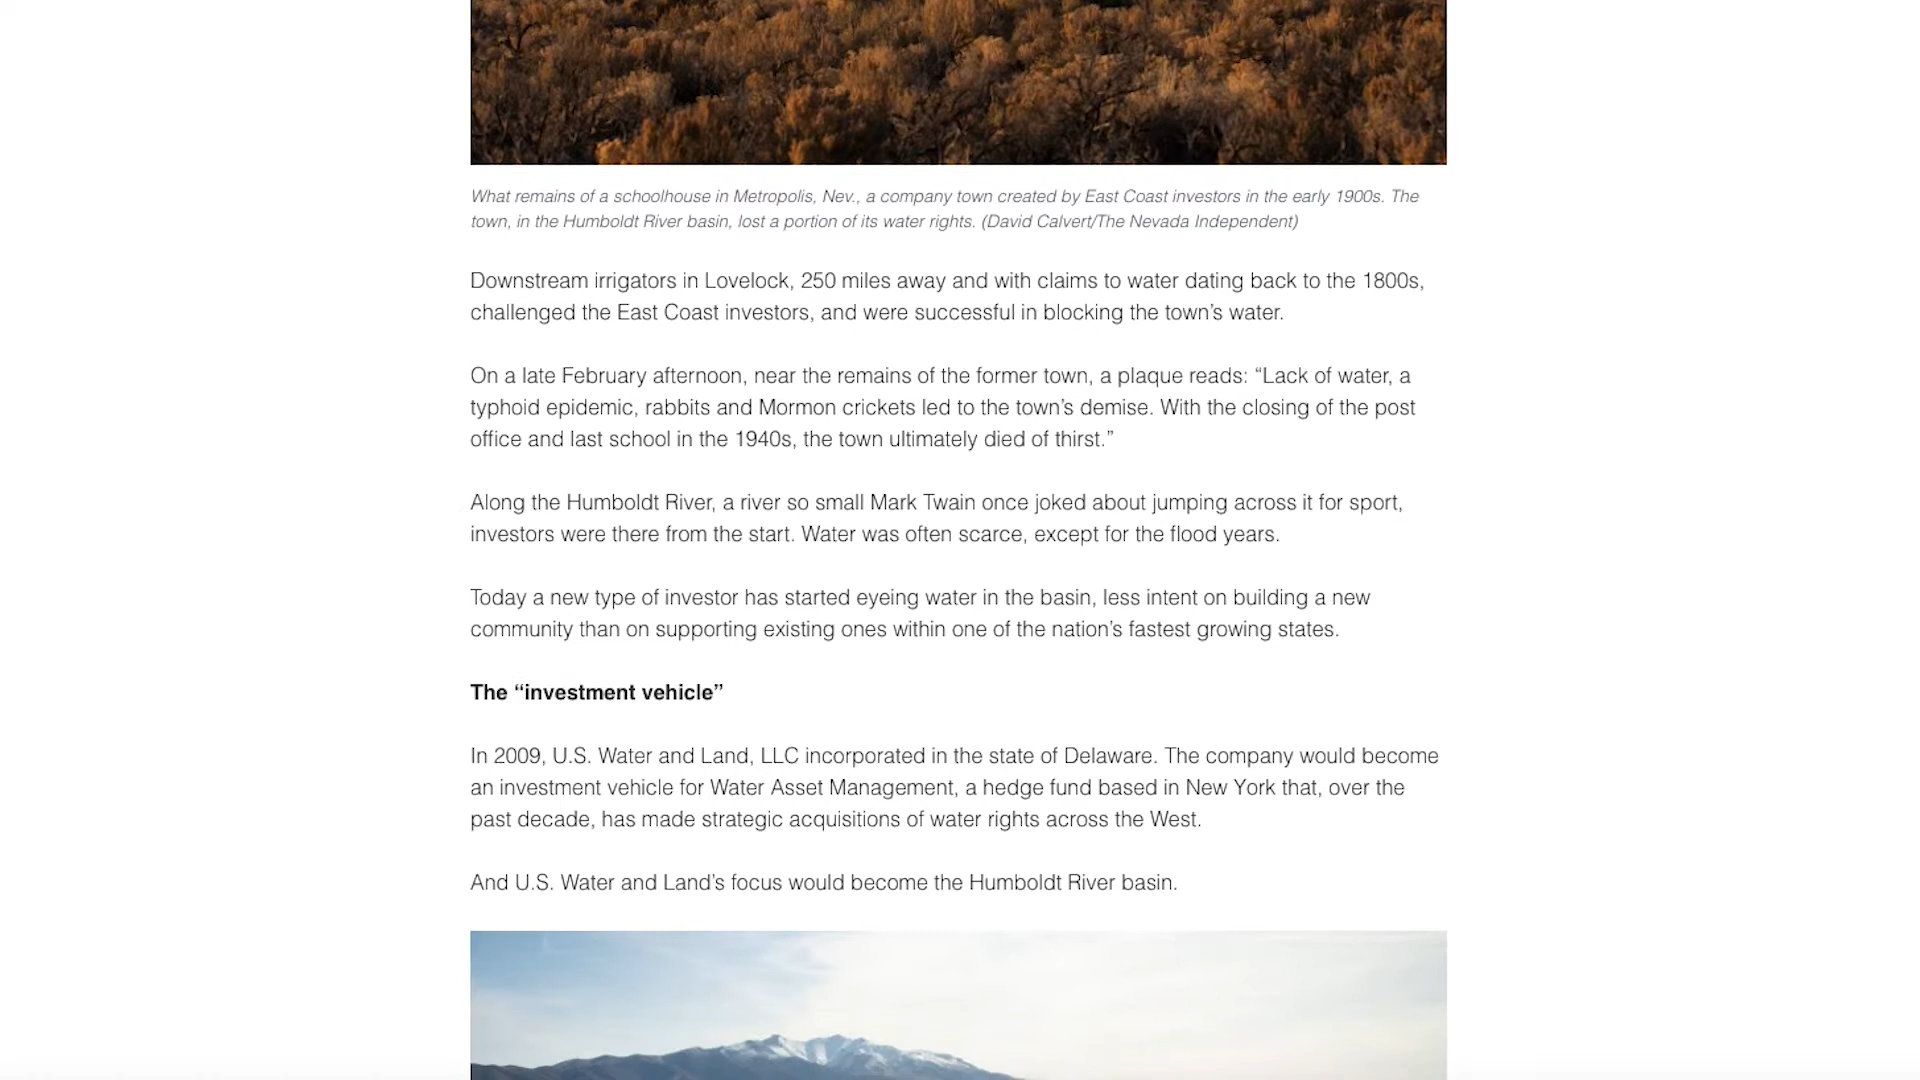 What remains of a schoolhouse in Metropolis, Nev., a company town created by East Coast investors in the early 1900s. The
town, in the Humboldt River basin, lost a portion of its water rights. (David Calvert/The Nevada Independent)
Downstream irrigators in Lovelock, 250 miles away and with claims to water dating back to the 1800s,
challenged the East Coast investors, and were successful in blocking the town’s water.
On a late February afternoon, near the remains of the former town, a plaque reads: “Lack of water, a
typhoid epidemic, rabbits and Mormon crickets led to the town’s demise. With the closing of the post
office and last school in the 1940s, the town ultimately died of thirst.”
Along the Humboldt River, a river so small Mark Twain once joked about jumping across it for sport,
investors were there from the start. Water was often scarce, except for the flood years.
Today a new type of investor has started eyeing water in the basin, less intent on building a new
community than on supporting existing ones within one of the nation’s fastest growing states.
The “investment vehicle”
In 2009, U.S. Water and Land, LLC incorporated in the state of Delaware. The company would become
an investment vehicle for Water Asset Management, a hedge fund based in New York that, over the
past decade, has made strategic acquisitions of water rights across the West.
And U.S. Water and Land’s focus would become the Humboldt River basin.